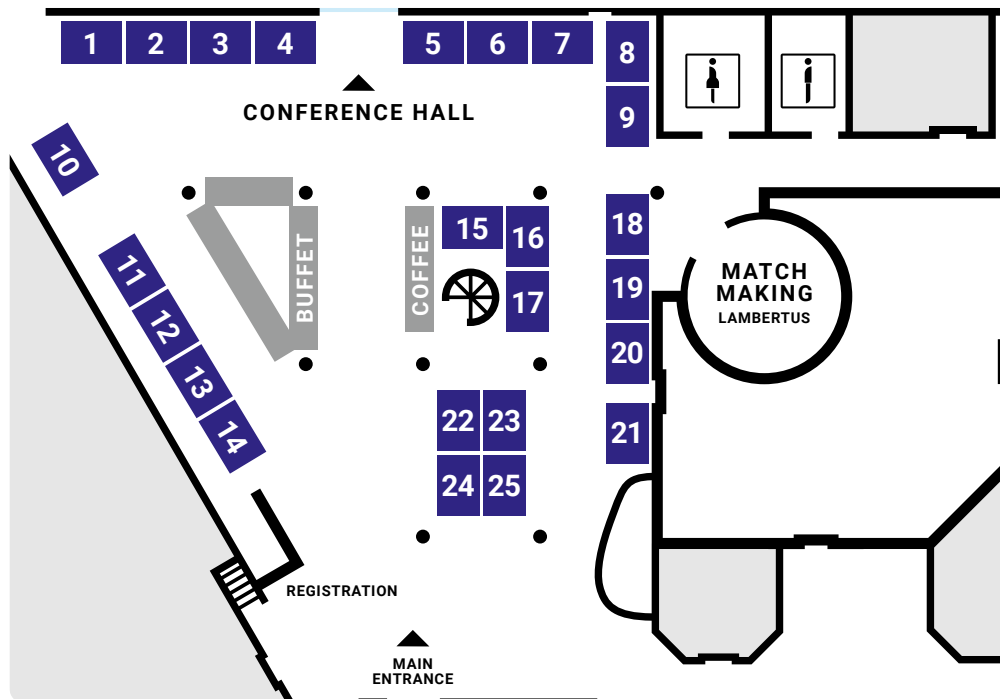 1 2 3 4 5 6 7 8
CONFERENCE HALL
9
10
BUFFET
COFFEE
15
16
17
18
19
20
21
MATCH
MAKING
LAMBERTUS
11
12
13
14
22 23
24 25
REGISTRATION
MAIN
ENTRANCE